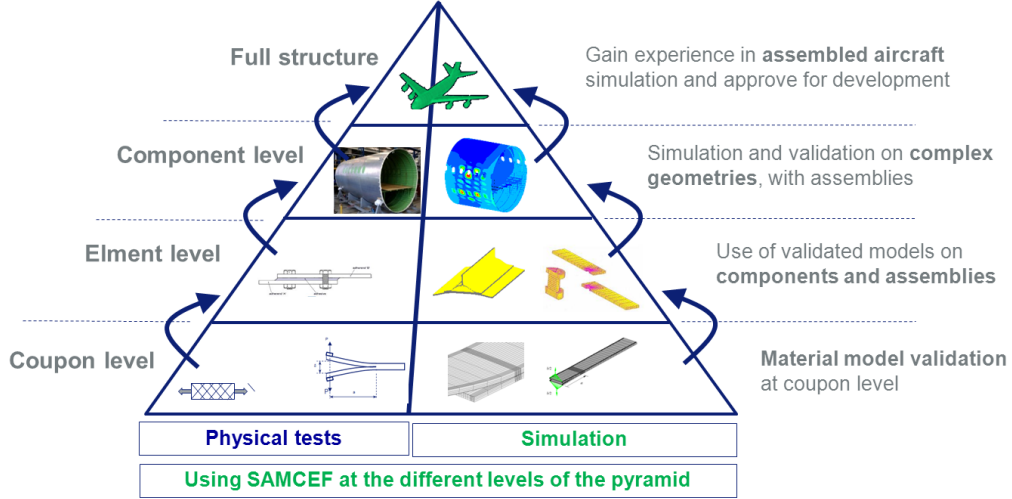 Full structure
Gain experience in assembled aircraft
simulation and approve for development
Component level
Simulation and validation on complex
geometries, with assemblies
Elment level
Use of validated models on
components and assemblies
Coupon level
Material model validation
at coupon level
Physical tests
Simulation
Using SAMCEF at the different levels of the pyramid